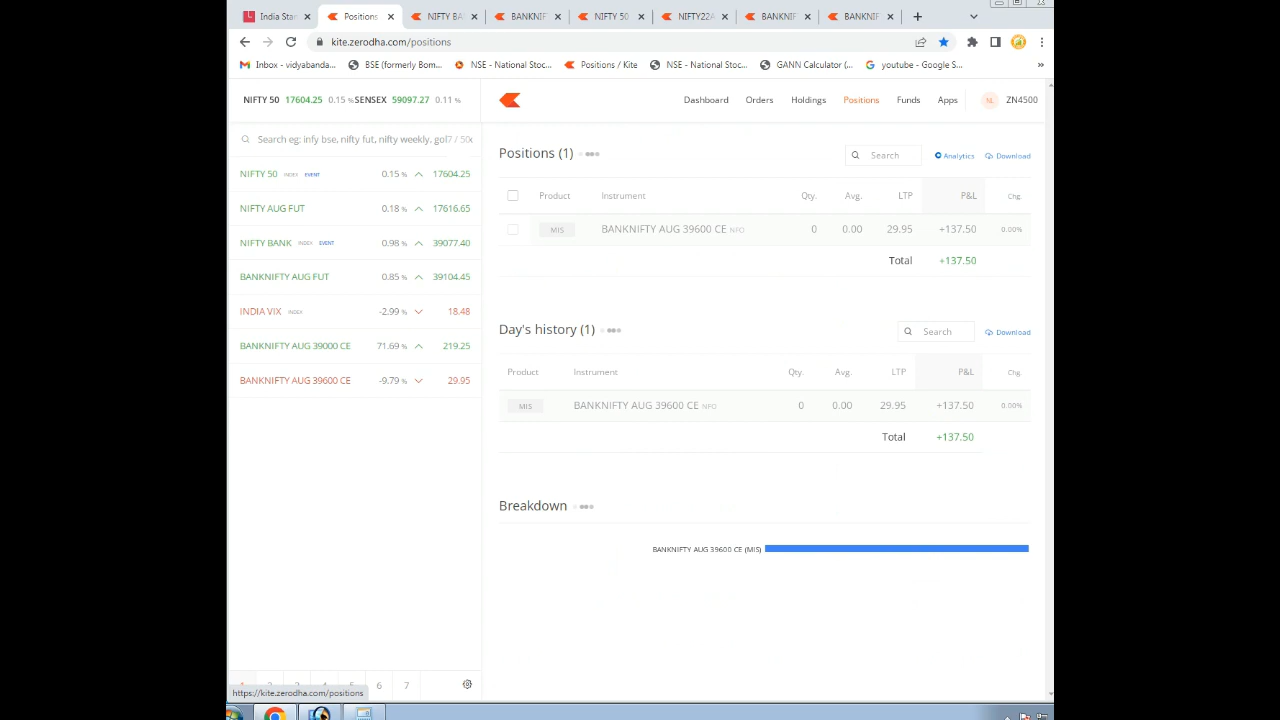 India Star
Positions
NIFTY BA
BANKNIF
NIFTY 50
NIFTY22A
BANKNIF
BANKNIF
kite.zerodha.com/positions
Inbox - vidyabanda...
BSE (formerly Bom...
NSE - National Stoc...
Positions / Kite
NSE - National Stoc...
GANN Calculator (...
youtube - Google S...
»
NIFTY 50 17604.25 0.15 % SENSEX 59097.27 0.11 %
Dashboard Orders Holdings Positions Funds Apps NL ZN4500
Search eg: infy bse, nifty fut, nifty weekly, gol 7 / 50
NIFTY 50 INDEX EVENT 0.15 % 17604.25
NIFTY AUG FUT 0.18 % 17616.65
NIFTY BANK INDEX EVENT 0.98 % 39077.40
BANKNIFTY AUG FUT 0.85 % 39104.45
INDIA VIX INDEX -2.99 % 18.48
BANKNIFTY AUG 39000 CE 71.69 % 219.25
BANKNIFTY AUG 39600 CE -9.79 % 29.95
Positions (1)
Search Analytics Download
Product Instrument Qty. Avg. LTP P&L Chg.
MIS BANKNIFTY AUG 39600 CE NFO 0 0.00 29.95 +137.50 0.00%
Total +137.50
Day's history (1)
Search Download
Product Instrument Qty. Avg. LTP P&L Chg.
MIS BANKNIFTY AUG 39600 CE NFO 0 0.00 29.95 +137.50 0.00%
Total +137.50
Breakdown
BANKNIFTY AUG 39600 CE (MIS)
6 7
https://kite.zerodha.com/positions